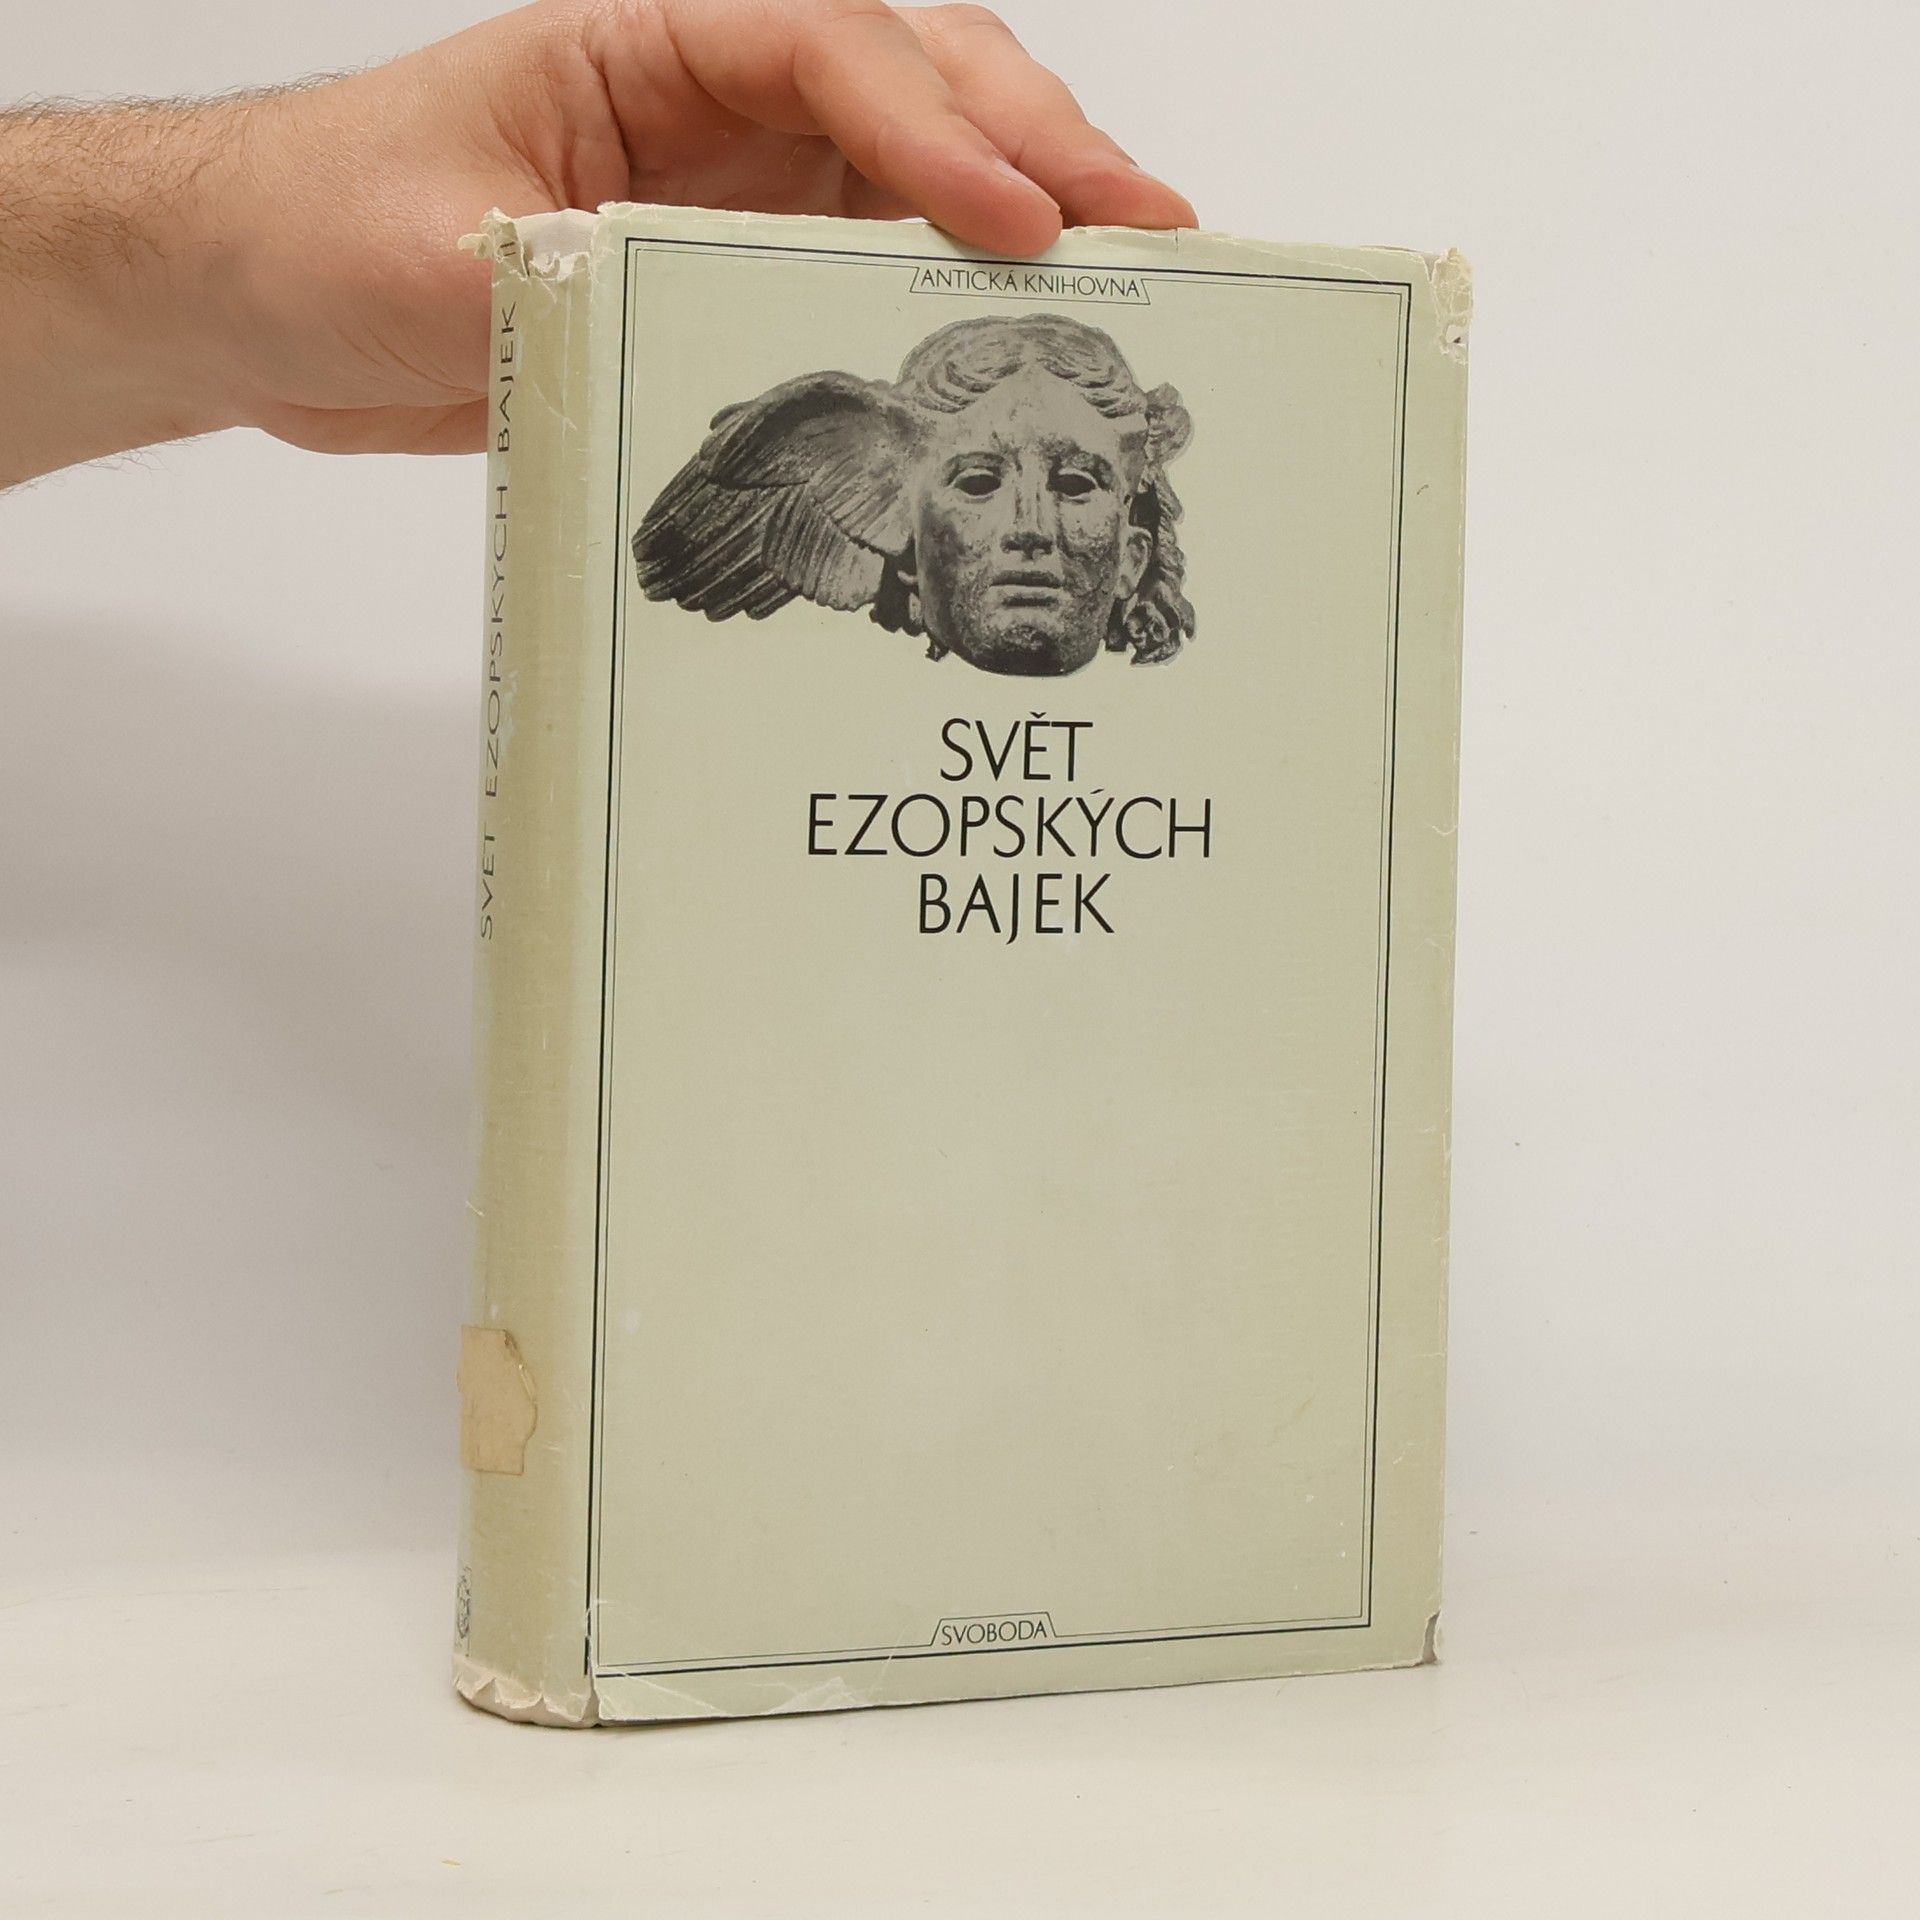 ANTICKÁ KNIHOVNA
SVĚT
EZOPSKÝCH
BAJEK
SVOBODA
SVĚT EZOPSKÝCH BAJEK